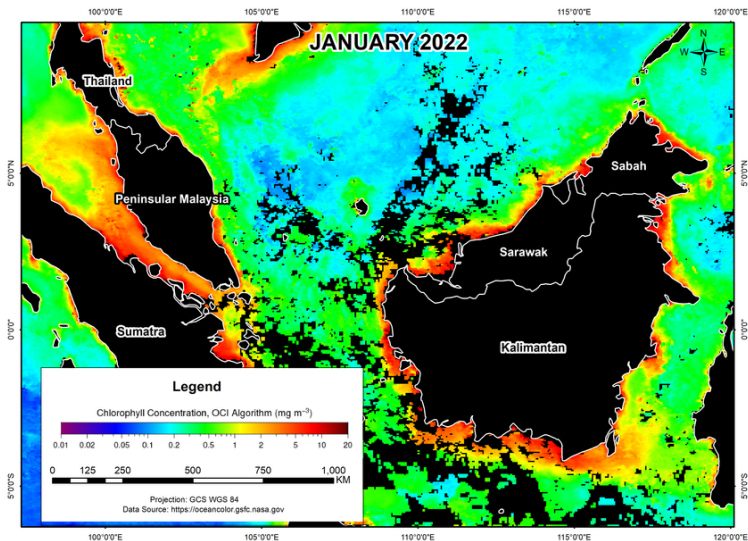 100°0'0"E 105°0'0"E 110°0'0"E 115°0'0"E 120°0'0"E
JANUARY 2022
N
W E
S
Thailand
Sabah
5°0'0"N 5°0'0"N
Peninsular Malaysia
Sarawak
0°0'0" 0°0'0"
Sumatra
Kalimantan
Legend
Chlorophyll Concentration, OCI Algorithm (mg m⁻³)
0.01 0.02 0.05 0.1 0.2 0.5 1 2 5 10 20
0 125 250 500 750 1,000
KM
5°0'0"S 5°0'0"S
Projection: GCS WGS 84
Data Source: https://oceancolor.gsfc.nasa.gov
100°0'0"E 105°0'0"E 110°0'0"E 115°0'0"E 120°0'0"E